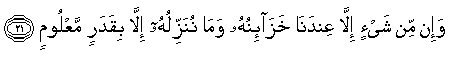 وَإِن مِّن شَىْءٍ إِلَّا عِندَنَا خَزَآئِنُهُۥ وَمَا نُنَزِّلُهُۥٓ إِلَّا بِقَدَرٍ مَّعْلُومٍ ﴿٢١﴾